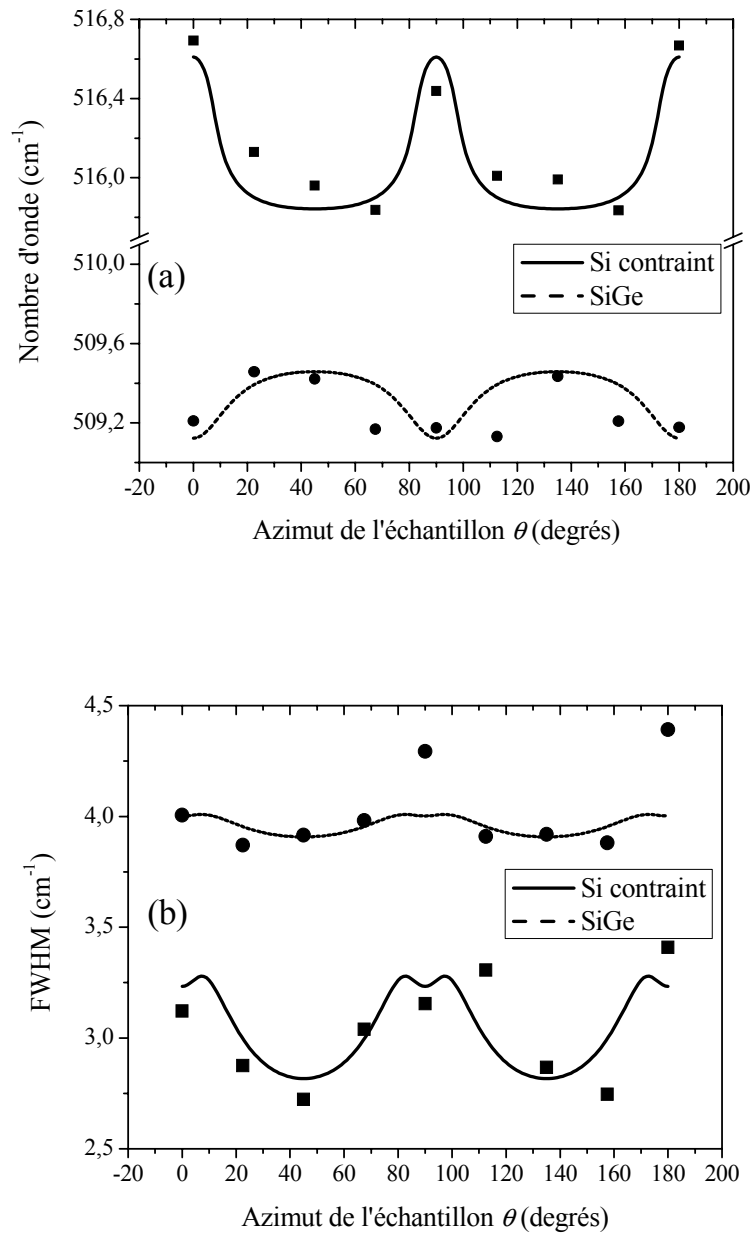 516,8
516,4
516,0
510,0
509,6
509,2
Nombre d'onde (cm-1)
(a)
Si contraint
SiGe
-20 0 20 40 60 80 100 120 140 160 180 200
Azimut de l'échantillon θ (degrés)
4,5
4,0
3,5
3,0
2,5
FWHM (cm-1)
(b)
Si contraint
SiGe
-20 0 20 40 60 80 100 120 140 160 180 200
Azimut de l'échantillon θ (degrés)